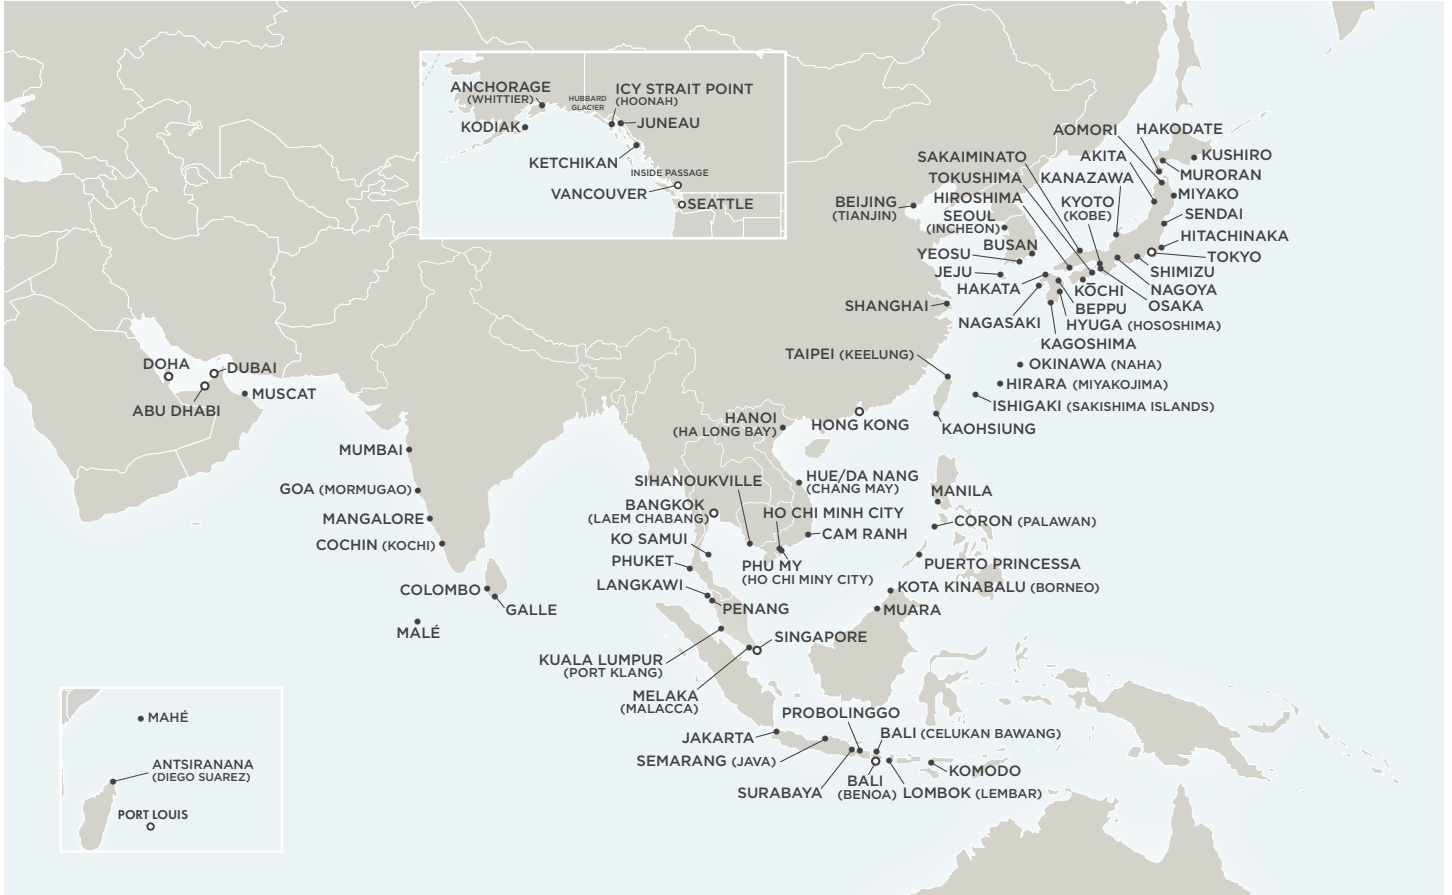 ANCHORAGE
(WHITTIER)
KODIAK
HUBBARD
GLACIER
ICY STRAIT POINT
(HOONAH)
JUNEAU
KETCHIKAN
INSIDE PASSAGE
VANCOUVER
SEATTLE
AOMORI
HAKODATE
SAKAIMINATO
AKITA
KUSHIRO
TOKUSHIMA
KANAZAWA
MURORAN
HIROSHIMA
KYOTO
(KOBE)
MIYAKO
BEIJING
(TIANJIN)
SEOUL
(INCHEON)
SENDAI
BUSAN
HITACHINAKA
YEOSU
TOKYO
JEJU
SHIMIZU
HAKATA
KŌCHI
NAGOYA
SHANGHAI
BEPPU
OSAKA
NAGASAKI
HYUGA (HOSOSHIMA)
KAGOSHIMA
TAIPEI (KEELUNG)
OKINAWA (NAHA)
HIRARA (MIYAKOJIMA)
ISHIGAKI (SAKISHIMA ISLANDS)
KAOHSIUNG
HONG KONG
HANOI
(HA LONG BAY)
DOHA
DUBAI
MUSCAT
ABU DHABI
MUMBAI
GOA (MORMUGAO)
MANGALORE
COCHIN (KOCHI)
COLOMBO
GALLE
MALÉ
SIHANOUKVILLE
HUE/DA NANG
(CHANG MAY)
BANGKOK
(LAEM CHABANG)
HO CHI MINH CITY
KO SAMUI
CAM RANH
PHUKET
PHU MY
(HO CHI MINY CITY)
LANGKAWI
PENANG
MANILA
CORON (PALAWAN)
PUERTO PRINCESSA
KOTA KINABALU (BORNEO)
MUARA
SINGAPORE
KUALA LUMPUR
(PORT KLANG)
MELAKA
(MALACCA)
PROBOLINGGO
JAKARTA
BALI (CELUKAN BAWANG)
SEMARANG (JAVA)
KOMODO
SURABAYA
BALI
(BENOA)
LOMBOK (LEMBAR)
MAHÉ
ANTSIRANANA
(DIEGO SUAREZ)
PORT LOUIS